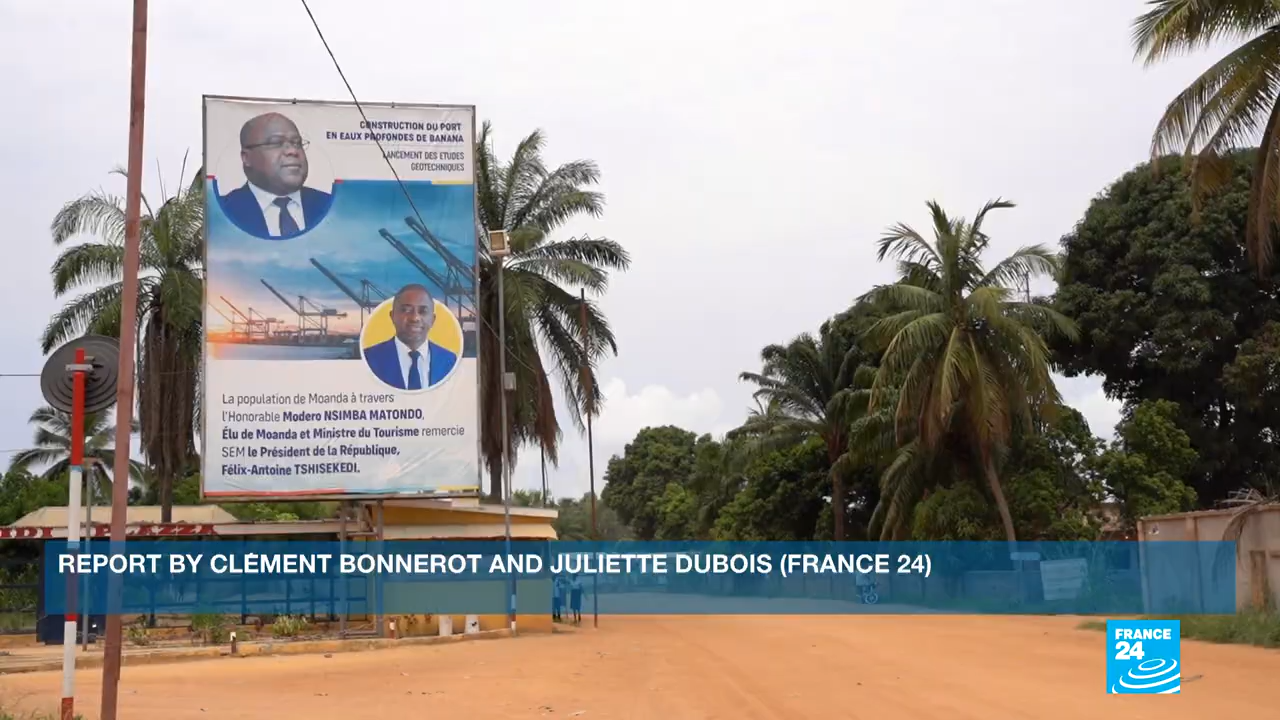 CONSTRUCTION DU PORT
EN EAUX PROFONDES DE BANANA
LANCEMENT DES ETUDES
GEOTECHNIQUES
La population de Moanda à travers
l'Honorable Modero NSIMBA MATONDO,
Élu de Moanda et Ministre du Tourisme remercie
SEM le Président de la République,
Félix-Antoine TSHISEKEDI.
REPORT BY CLÉMENT BONNEROT AND JULIETTE DUBOIS (FRANCE 24)
FRANCE
24